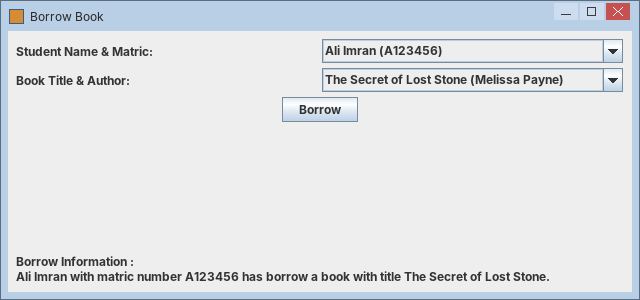 Borrow Book
Student Name & Matric:
Ali Imran (A123456)
Book Title & Author:
The Secret of Lost Stone (Melissa Payne)
Borrow
Borrow Information :
Ali Imran with matric number A123456 has borrow a book with title The Secret of Lost Stone.